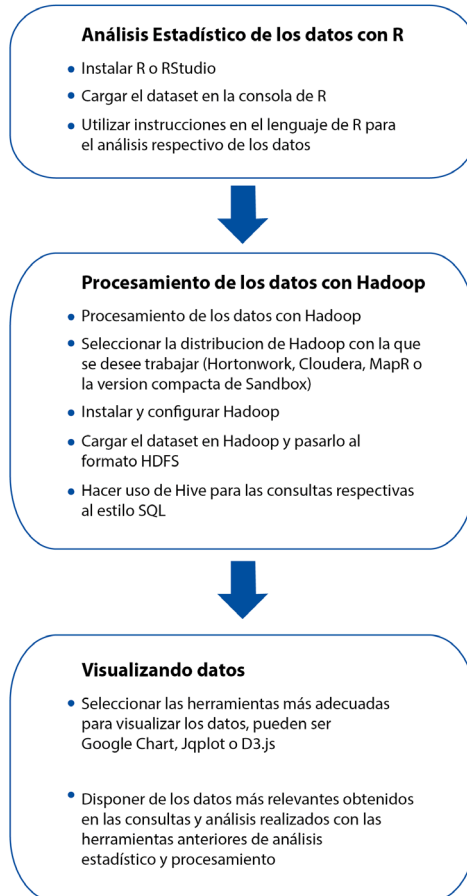 Análisis Estadístico de los datos con R
• Instalar R o RStudio
• Cargar el dataset en la consola de R
• Utilizar instrucciones en el lenguaje de R para
el análisis respectivo de los datos
Procesamiento de los datos con Hadoop
• Procesamiento de los datos con Hadoop
• Seleccionar la distribucion de Hadoop con la que
se desee trabajar (Hortonwork, Cloudera, MapR o
la version compacta de Sandbox)
• Instalar y configurar Hadoop
• Cargar el dataset en Hadoop y pasarlo al
formato HDFS
• Hacer uso de Hive para las consultas respectivas
al estilo SQL
Visualizando datos
• Seleccionar las herramientas más adecuadas
para visualizar los datos, pueden ser
Google Chart, Jqplot o D3.js
• Disponer de los datos más relevantes obtenidos
en las consultas y análisis realizados con las
herramientas anteriores de análisis
estadístico y procesamiento